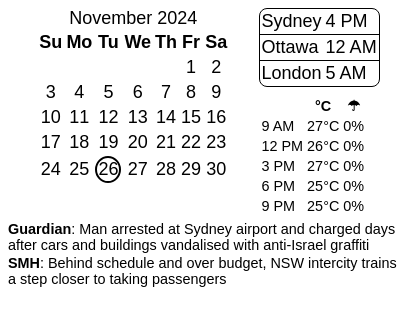 November 2024
Su Mo Tu We Th Fr Sa
1 2
3 4 5 6 7 8 9
10 11 12 13 14 15 16
17 18 19 20 21 22 23
24 25 26 27 28 29 30
Sydney 4 PM
Ottawa 12 AM
London 5 AM
°C ☂
9 AM 27°C 0%
12 PM 26°C 0%
3 PM 27°C 0%
6 PM 25°C 0%
9 PM 25°C 0%
Guardian: Man arrested at Sydney airport and charged days
after cars and buildings vandalised with anti-Israel graffiti
SMH: Behind schedule and over budget, NSW intercity trains
a step closer to taking passengers